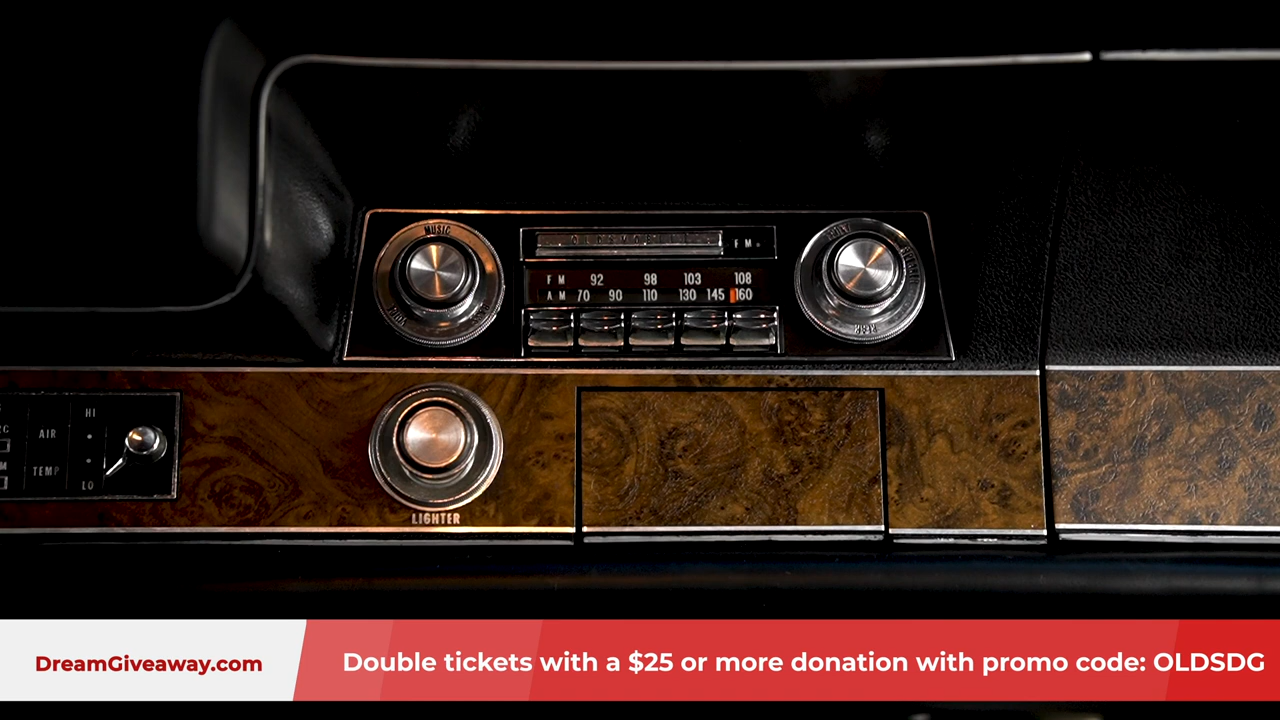 MUSIC
OLDSMOBILE
FM
FM 92 98 103 108
AM 70 90 110 130 145 160
HI
AIR
TEMP
LO
LIGHTER
DreamGiveaway.com
Double tickets with a $25 or more donation with promo code: OLDSDG